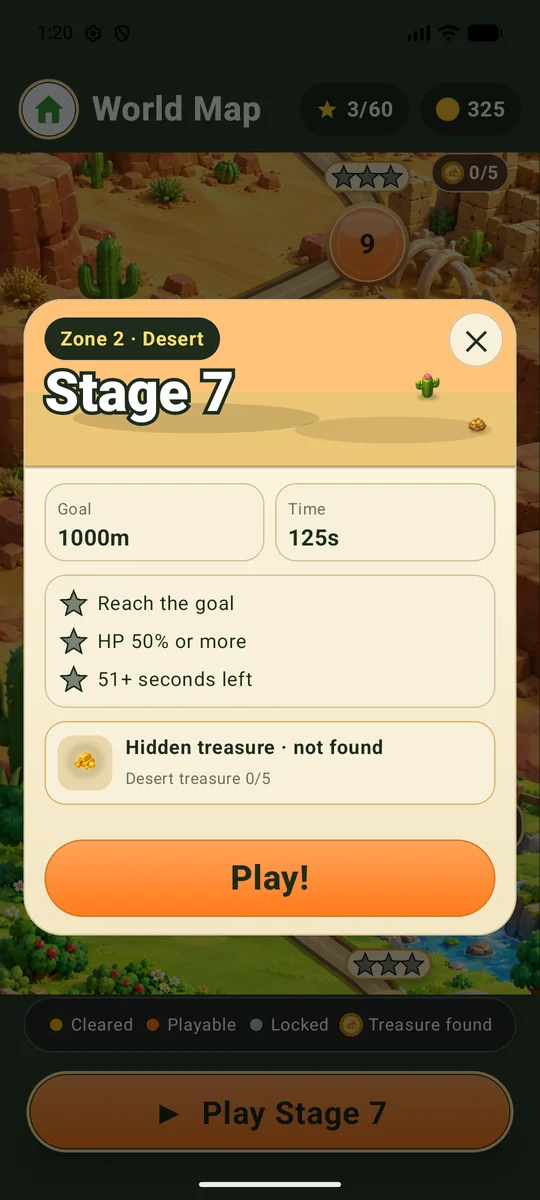 1:20
World Map
3/60
325
0/5
9
Zone 2 · Desert
Stage 7
Goal
1000m
Time
125s
Reach the goal
HP 50% or more
51+ seconds left
Hidden treasure · not found
Desert treasure 0/5
Play!
Cleared
Playable
Locked
Treasure found
Play Stage 7